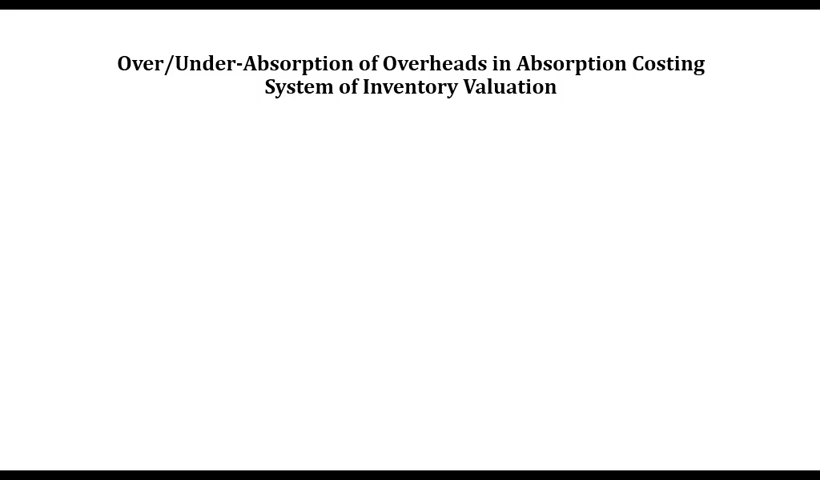 Over/Under-Absorption of Overheads in Absorption Costing
System of Inventory Valuation